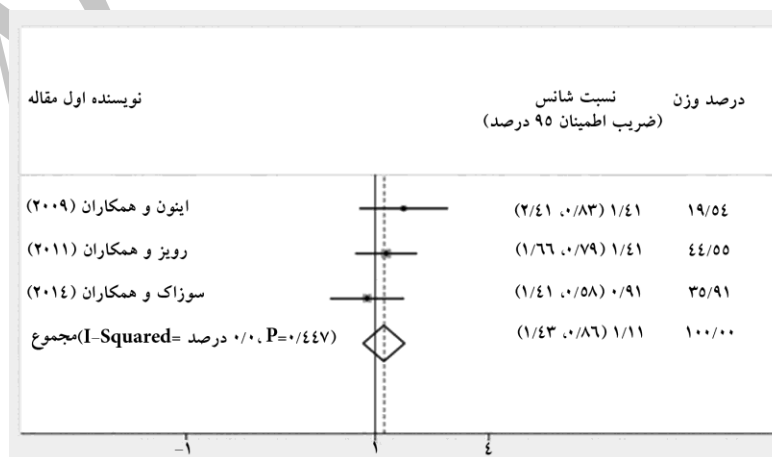 نویسنده اول مقاله نسبت شانس درصد وزن
(ضریب اطمینان ۹۵ درصد)
اینون و همکاران (۲۰۰۹) ۱/٤۱ (۰/۸۳، ۲/٤۱) ۱۹/٥٤
رویز و همکاران (۲۰۱۱) ۱/٤۱ (۰/۷۹، ۱/٦٦) ٤٤/٥٥
سوزاک و همکاران (۲۰۱٤) ۰/۹۱ (۰/٥۸، ۱/٤۱) ۳٥/۹۱
مجموع(I-Squared= ۰/۰ درصد، P=۰/٤٤۷) ۱/۱۱ (۰/۸٦، ۱/٤۳) ۱۰۰/۰۰
-۱ ۱ ٤